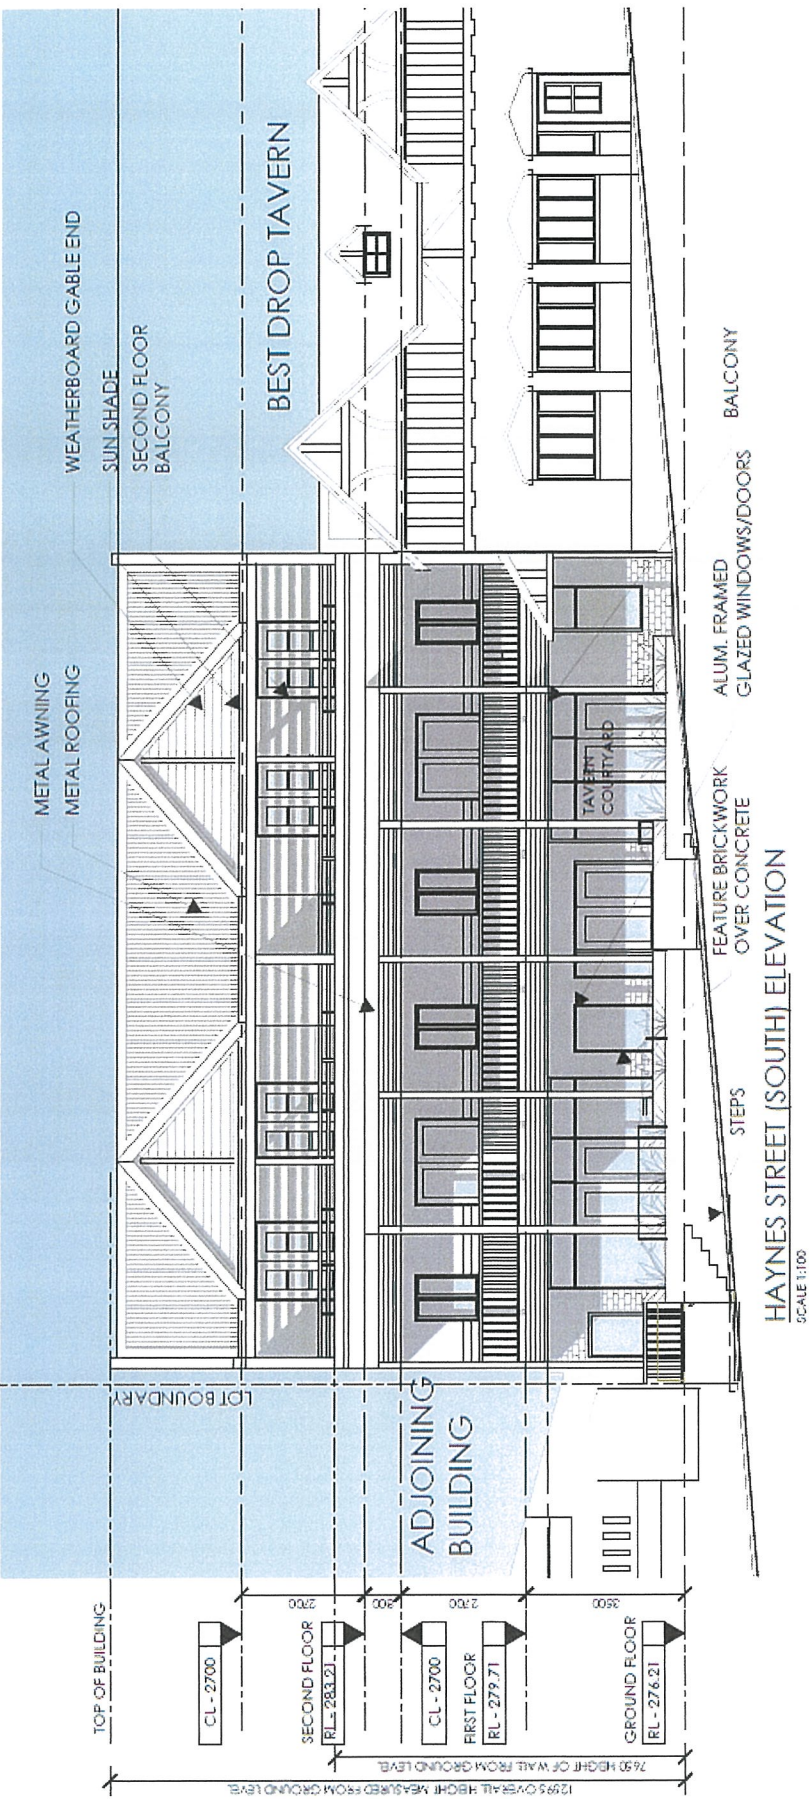 METAL AWNING
METAL ROOFING
WEATHERBOARD GABLE END
SUN SHADE
SECOND FLOOR
BALCONY
BEST DROP TAVERN
LOT BOUNDARY
ADJOINING
BUILDING
TAVERN
COURTYARD
TOP OF BUILDING
CL - 2700
SECOND FLOOR
RL - 283.21
CL - 2700
FIRST FLOOR
RL - 279.71
GROUND FLOOR
RL - 276.21
2700
800
2700
3500
7650 HEIGHT OF WALL FROM GROUND LEVEL
12595 OVERALL HEIGHT MEASURED FROM GROUND LEVEL
STEPS
FEATURE BRICKWORK
OVER CONCRETE
ALUM. FRAMED
GLAZED WINDOWS/DOORS
BALCONY
HAYNES STREET (SOUTH) ELEVATION
SCALE 1:100